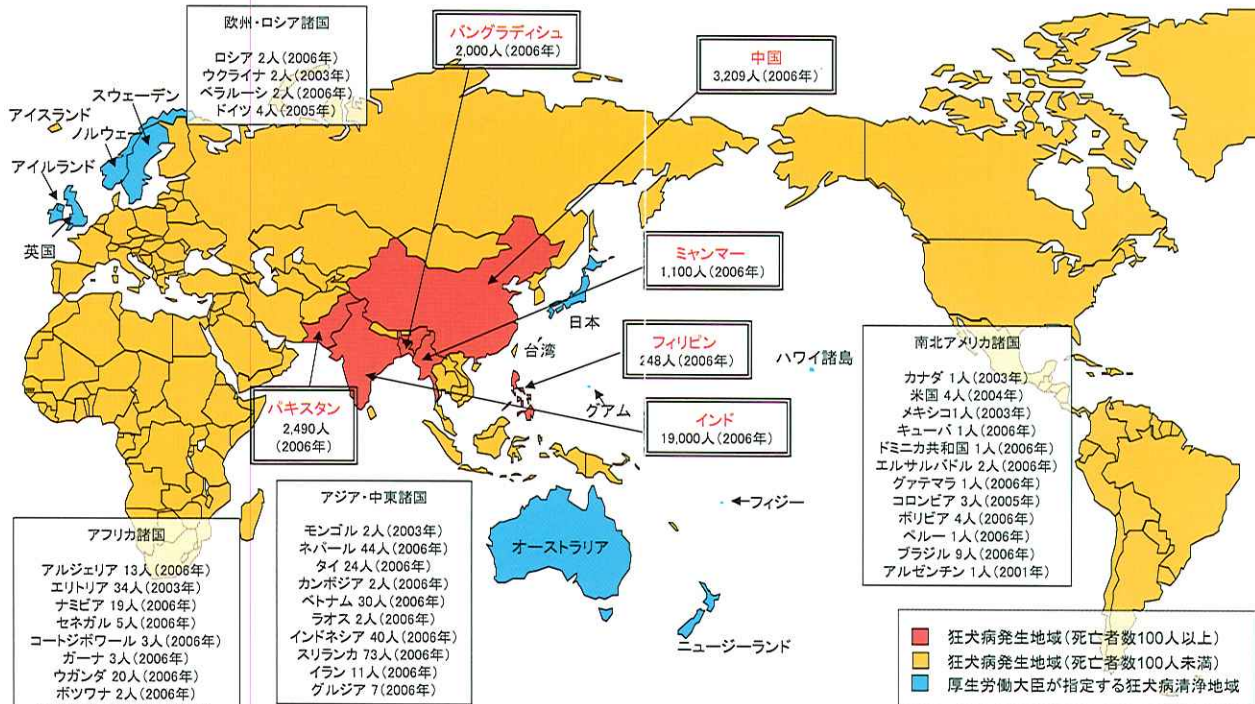 欧州・ロシア諸国
ロシア 2人(2006年)
ウクライナ 2人(2003年)
ベラルーシ 2人(2006年)
ドイツ 4人(2005年)
バングラディシュ
2,000人(2006年)
中国
3,209人(2006年)
スウェーデン
アイスランド
ノルウェー
アイルランド
英国
ミャンマー
1,100人(2006年)
日本
台湾
フィリピン
248人(2006年)
ハワイ諸島
グアム
パキスタン
2,490人
(2006年)
インド
19,000人(2006年)
南北アメリカ諸国
カナダ 1人(2003年)
米国 4人(2004年)
メキシコ1人(2003年)
キューバ 1人(2006年)
ドミニカ共和国 1人(2006年)
エルサルバドル 2人(2006年)
グァテマラ 1人(2006年)
コロンビア 3人(2005年)
ボリビア 4人(2006年)
ペルー 1人(2006年)
ブラジル 9人(2006年)
アルゼンチン 1人(2001年)
フィジー
オーストラリア
ニュージーランド
アフリカ諸国
アルジェリア 13人(2006年)
エリトリア 34人(2003年)
ナミビア 19人(2006年)
セネガル 5人(2006年)
コートジボワール 3人(2006年)
ガーナ 3人(2006年)
ウガンダ 20人(2006年)
ボツワナ 2人(2006年)
アジア・中東諸国
モンゴル 2人(2003年)
ネパール 44人(2006年)
タイ 24人(2006年)
カンボジア 2人(2006年)
ベトナム 30人(2006年)
ラオス 2人(2006年)
インドネシア 40人(2006年)
スリランカ 73人(2006年)
イラン 11人(2006年)
グルジア 7(2006年)
狂犬病発生地域(死亡者数100人以上)
狂犬病発生地域(死亡者数100人未満)
厚生労働大臣が指定する狂犬病清浄地域